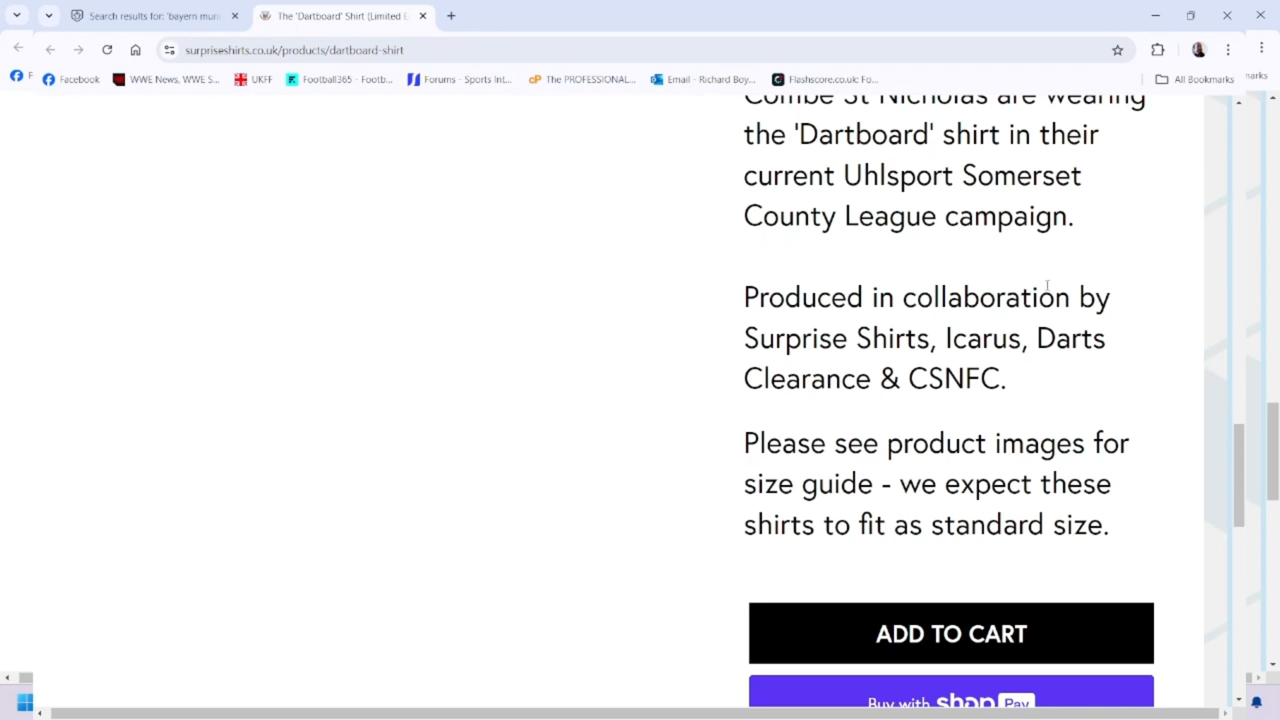 Search results for: 'bayern mun
The 'Dartboard' Shirt (Limited E
surpriseshirts.co.uk/products/dartboard-shirt
F
Facebook
WWE News, WWE S...
UKFF
Football365 - Footb...
Forums - Sports Int...
The PROFESSIONAL...
Email - Richard Boy...
Flashscore.co.uk: Fo...
All Bookmarks
arks
Combe St Nicholas are wearing
the 'Dartboard' shirt in their
current Uhlsport Somerset
County League campaign.
Produced in collaboration by
Surprise Shirts, Icarus, Darts
Clearance & CSNFC.
Please see product images for
size guide - we expect these
shirts to fit as standard size.
ADD TO CART
Buy with shop Pay